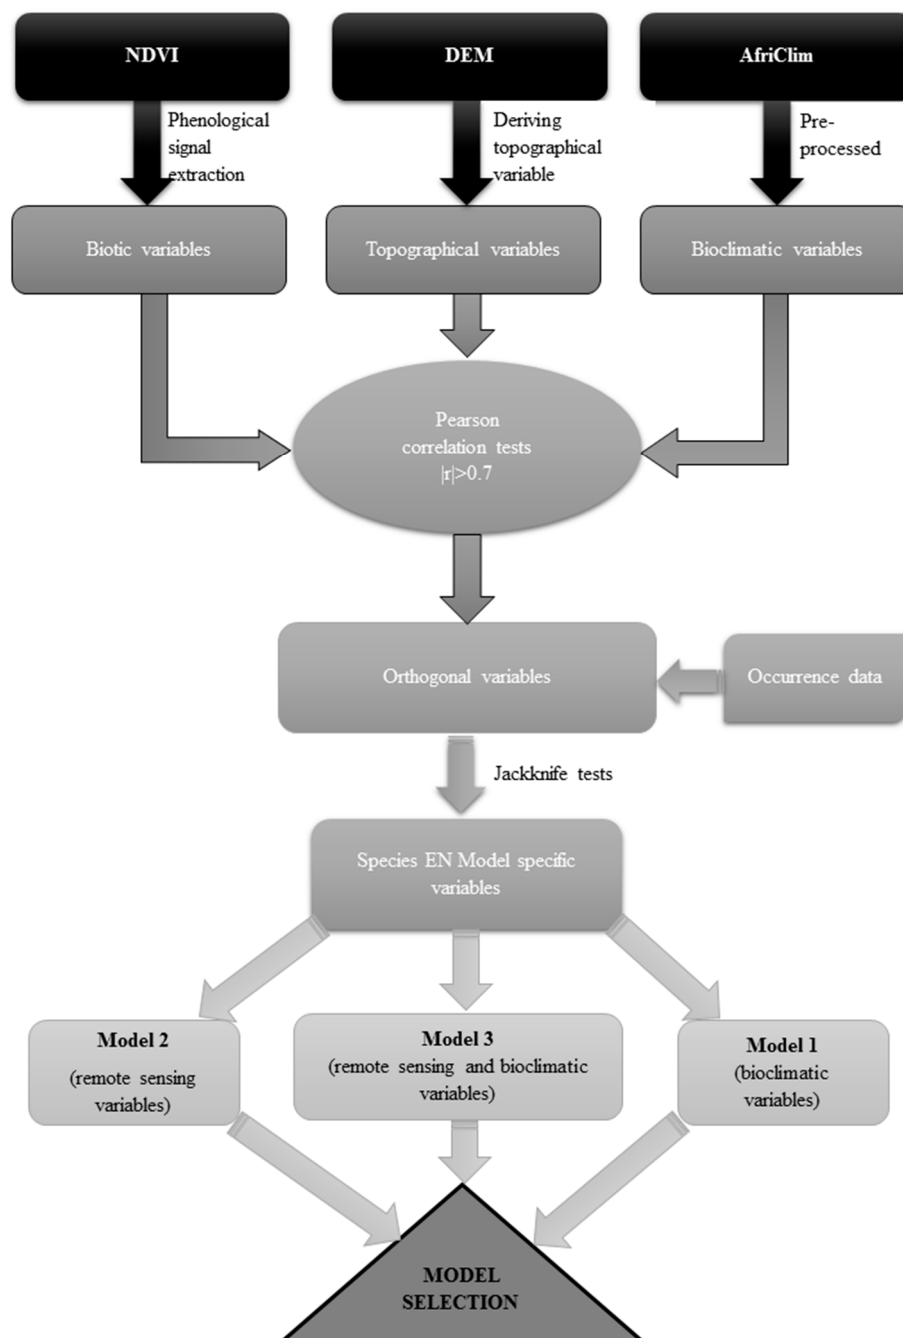 NDVI
DEM
AfriClim
Phenological
signal
extraction
Deriving
topographical
variable
Pre-
processed
Biotic variables
Topographical variables
Bioclimatic variables
Pearson
correlation tests
|r|>0.7
Orthogonal variables
Occurrence data
Jackknife tests
Species EN Model specific
variables
Model 2
(remote sensing
variables)
Model 3
(remote sensing and bioclimatic
variables)
Model 1
(bioclimatic
variables)
MODEL
SELECTION